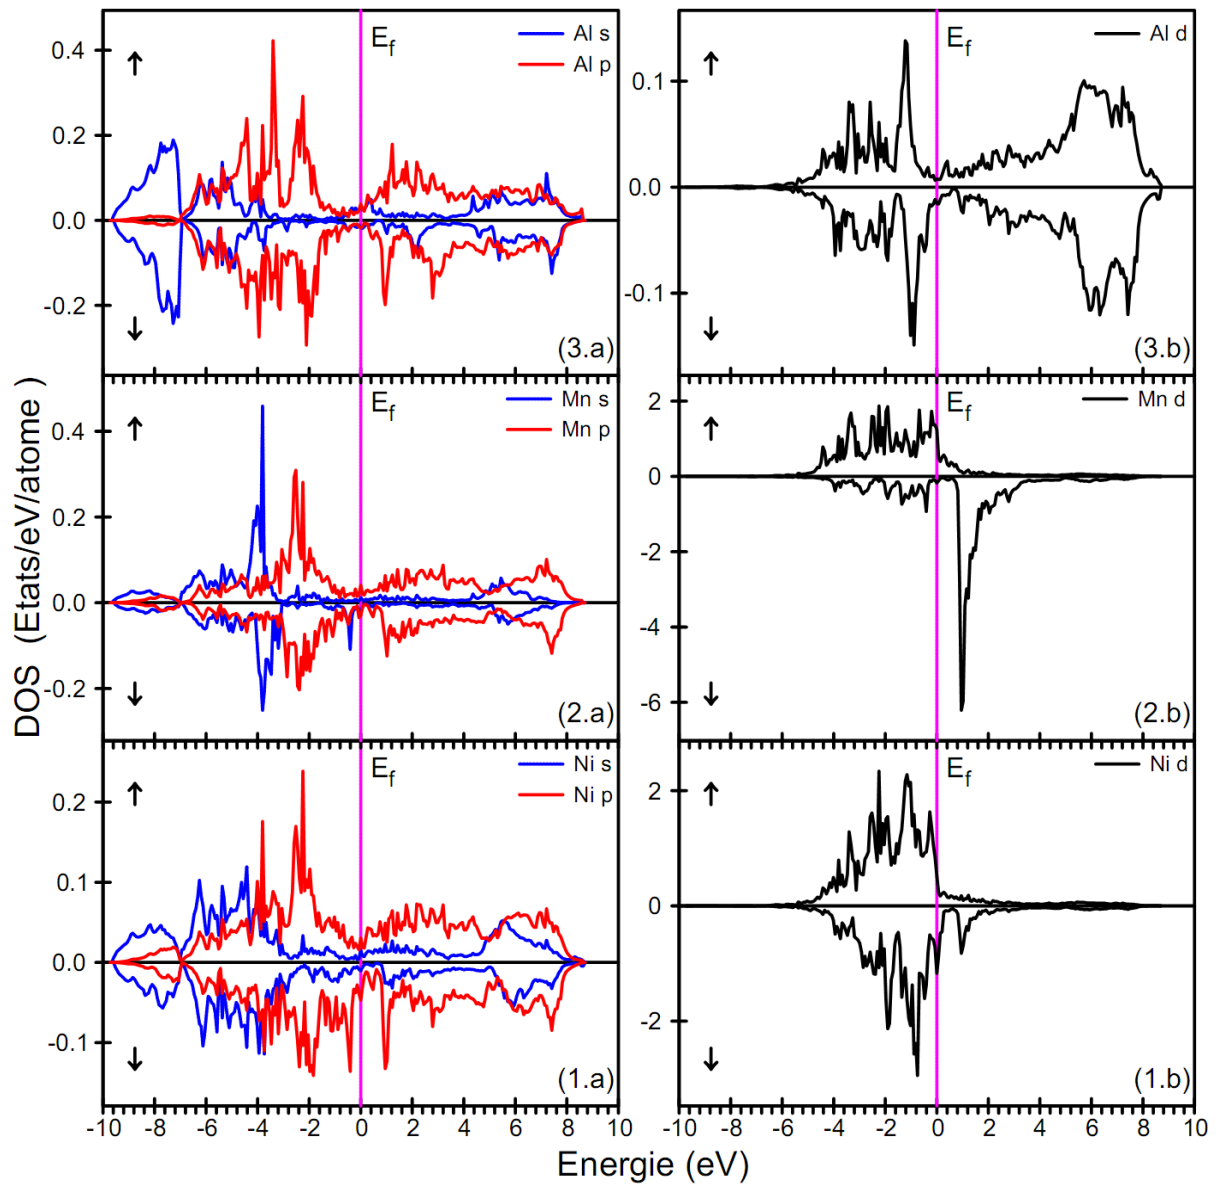 DOS (Etats/eV/atome )
0.4
0.2
0.0
-0.2
↑
↓
E_f
Al s
Al p
(3.a)
0.1
0.0
-0.1
↑
↓
E_f
Al d
(3.b)
0.4
0.2
0.0
-0.2
↑
↓
E_f
Mn s
Mn p
(2.a)
2
0
-2
-4
-6
↑
↓
E_f
Mn d
(2.b)
0.2
0.1
0.0
-0.1
↑
↓
E_f
Ni s
Ni p
(1.a)
2
0
-2
↑
↓
E_f
Ni d
(1.b)
-10 -8 -6 -4 -2 0 2 4 6 8 10
-10 -8 -6 -4 -2 0 2 4 6 8 10
Energie (eV)